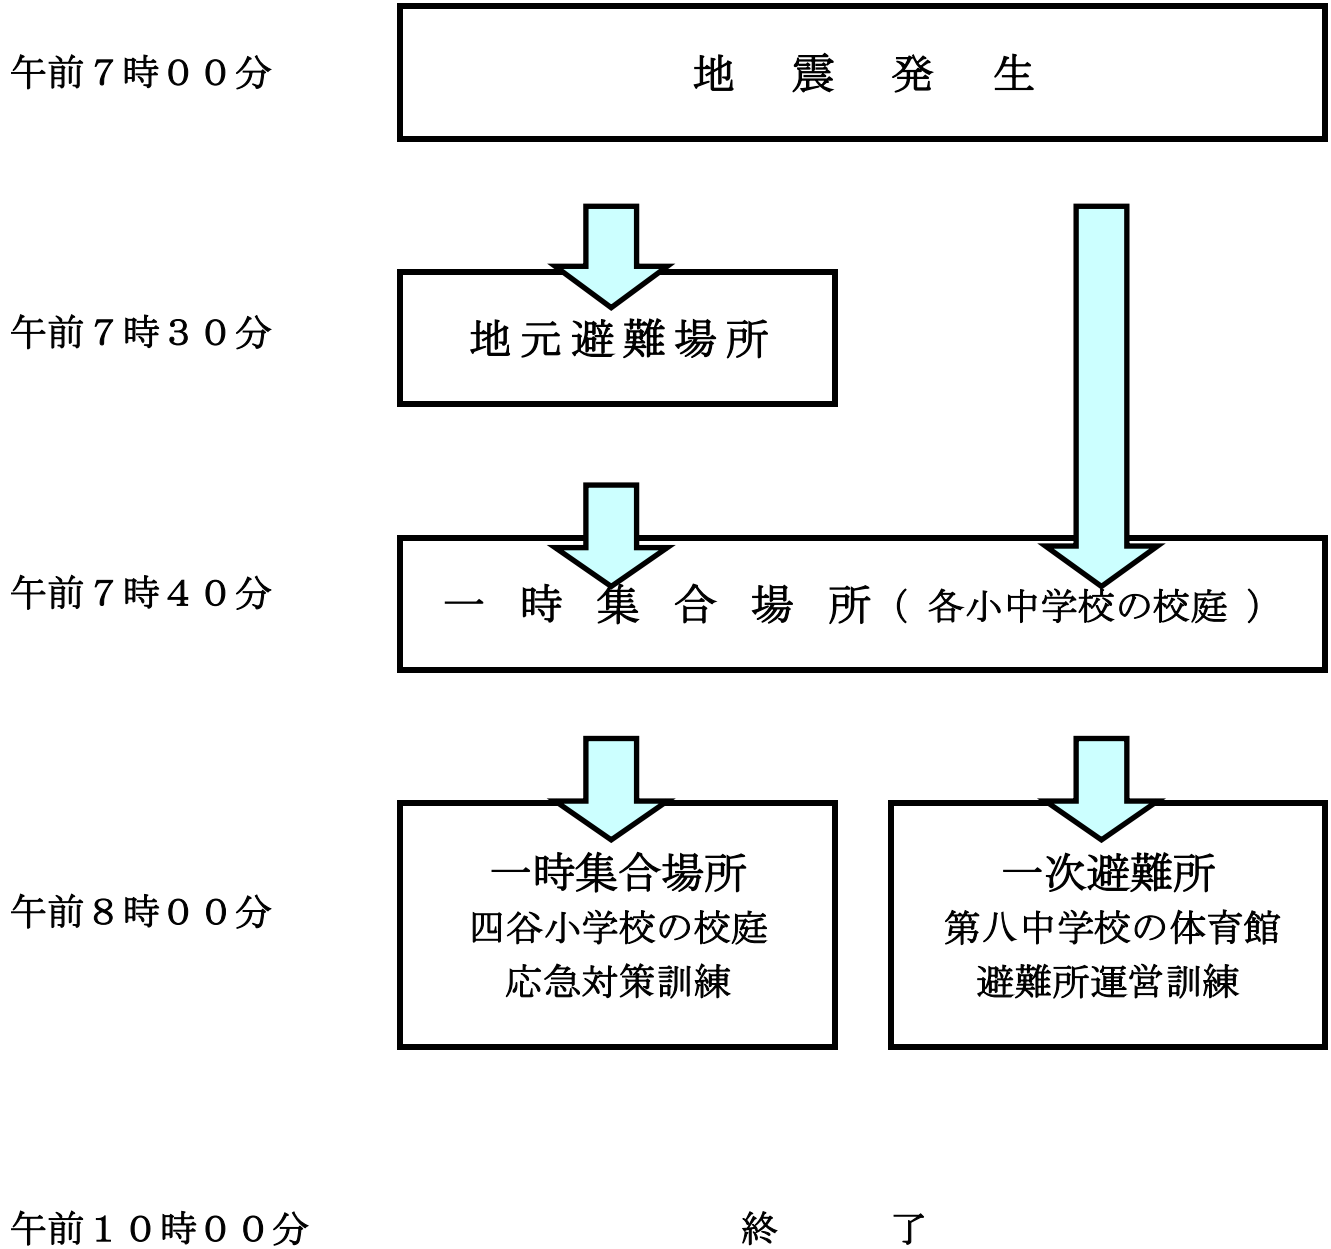 午前７時００分
地震発生
午前７時３０分
地元避難場所
午前７時４０分
一時集合場所（各小中学校の校庭）
午前８時００分
一時集合場所
四谷小学校の校庭
応急対策訓練
一次避難所
第八中学校の体育館
避難所運営訓練
午前１０時００分
終了